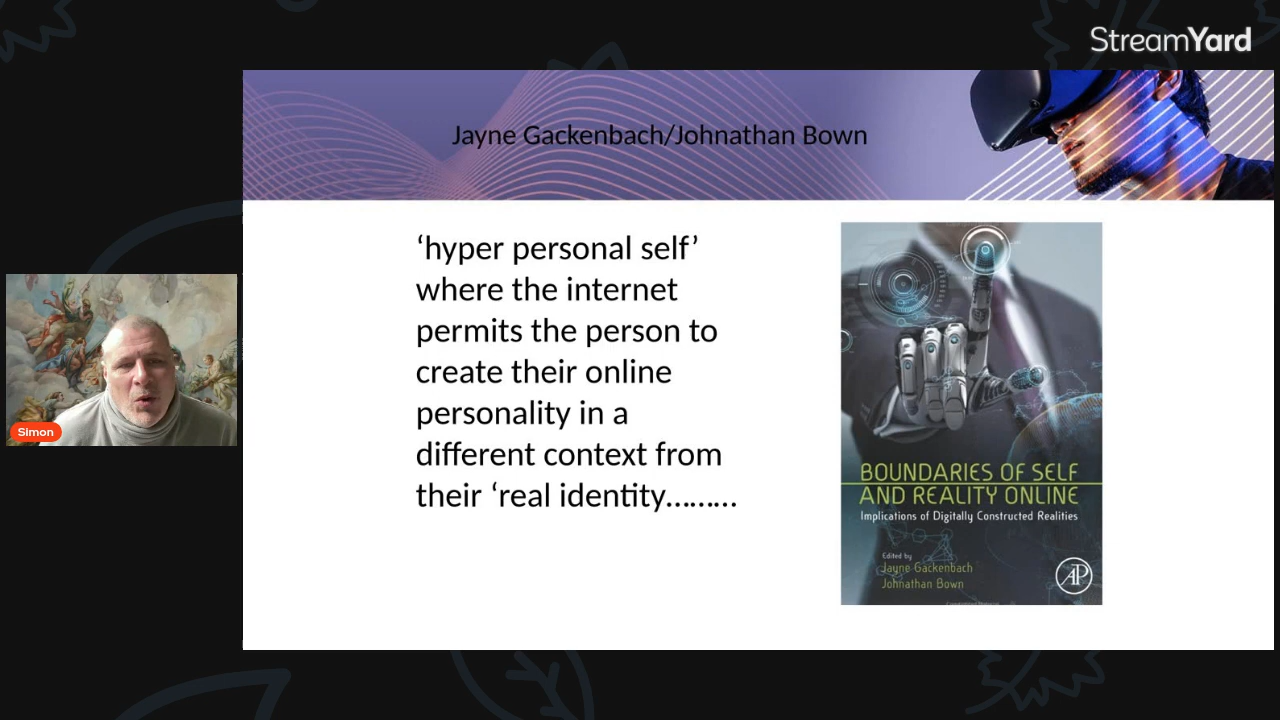 StreamYard
Jayne Gackenbach/Johnathan Bown
‘hyper personal self’
where the internet
permits the person to
create their online
personality in a
different context from
their ‘real identity………
BOUNDARIES OF SELF
AND REALITY ONLINE
Implications of Digitally Constructed Realities
Edited by
Jayne Gackenbach
Johnathan Bown
AP
Simon